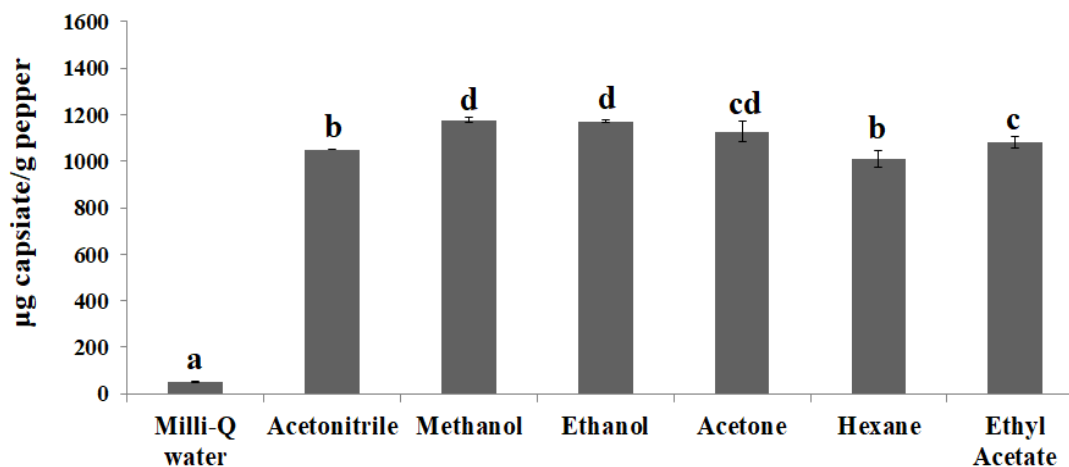 µg capsiate/g pepper
1600
1400
1200
1000
800
600
400
200
0
a
b
d
d
cd
b
c
Milli-Q
water
Acetonitrile
Methanol
Ethanol
Acetone
Hexane
Ethyl
Acetate